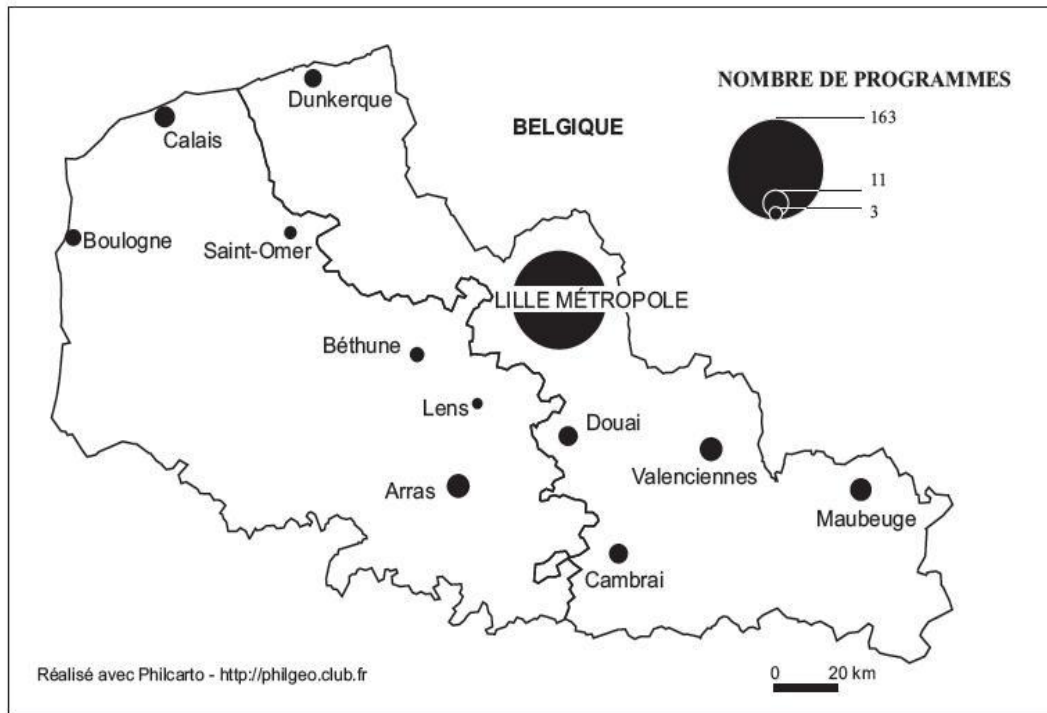 Dunkerque
NOMBRE DE PROGRAMMES
163
11
3
BELGIQUE
Calais
Boulogne
Saint-Omer
LILLE MÉTROPOLE
Béthune
Lens
Douai
Valenciennes
Arras
Maubeuge
Cambrai
Réalisé avec Philcarto - http://philgeo.club.fr
0 20 km